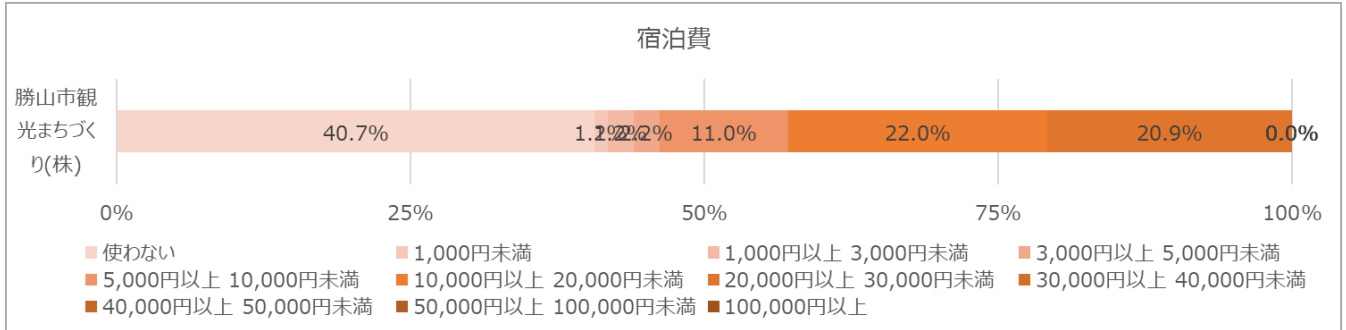 宿泊費
勝山市観
光まちづく
り(株)
40.7%
1.1%
2.2%
2.2%
11.0%
22.0%
20.9%
0.0%
0%
25%
50%
75%
100%
使わない
1,000円未満
1,000円以上 3,000円未満
3,000円以上 5,000円未満
5,000円以上 10,000円未満
10,000円以上 20,000円未満
20,000円以上 30,000円未満
30,000円以上 40,000円未満
40,000円以上 50,000円未満
50,000円以上 100,000円未満
100,000円以上